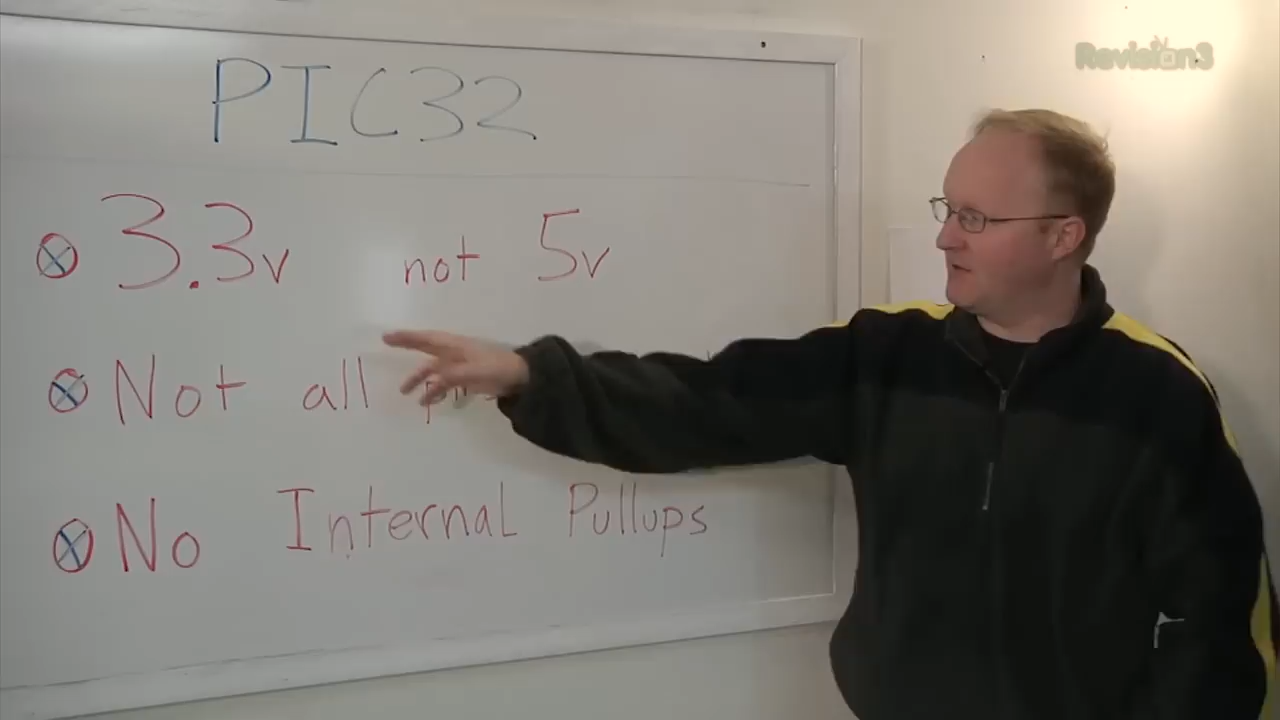 Revision3
PIC32
3.3v not 5v
Not all
No Internal Pullups